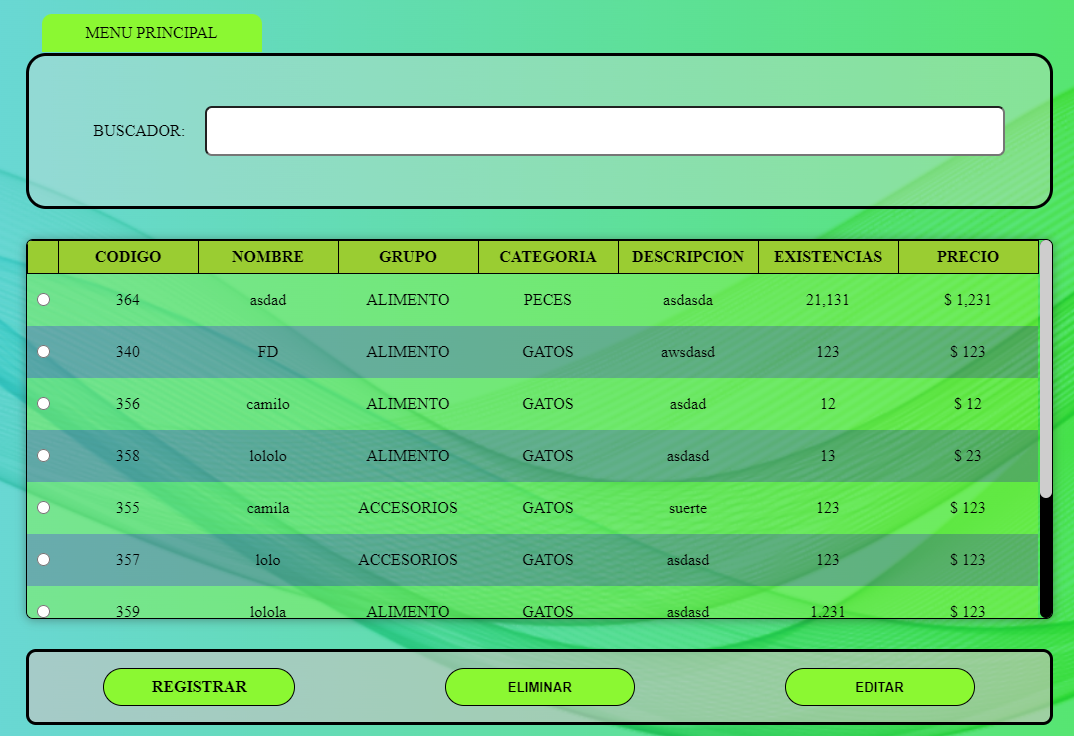 MENU PRINCIPAL
BUSCADOR:
CODIGO NOMBRE GRUPO CATEGORIA DESCRIPCION EXISTENCIAS PRECIO
364 asdad ALIMENTO PECES asdasda 21,131 $ 1,231
340 FD ALIMENTO GATOS awsdasd 123 $ 123
356 camilo ALIMENTO GATOS asdad 12 $ 12
358 lololo ALIMENTO GATOS asdasd 13 $ 23
355 camila ACCESORIOS GATOS suerte 123 $ 123
357 lolo ACCESORIOS GATOS asdasd 123 $ 123
359 lolola ALIMENTO GATOS asdasd 1,231 $ 123
REGISTRAR ELIMINAR EDITAR